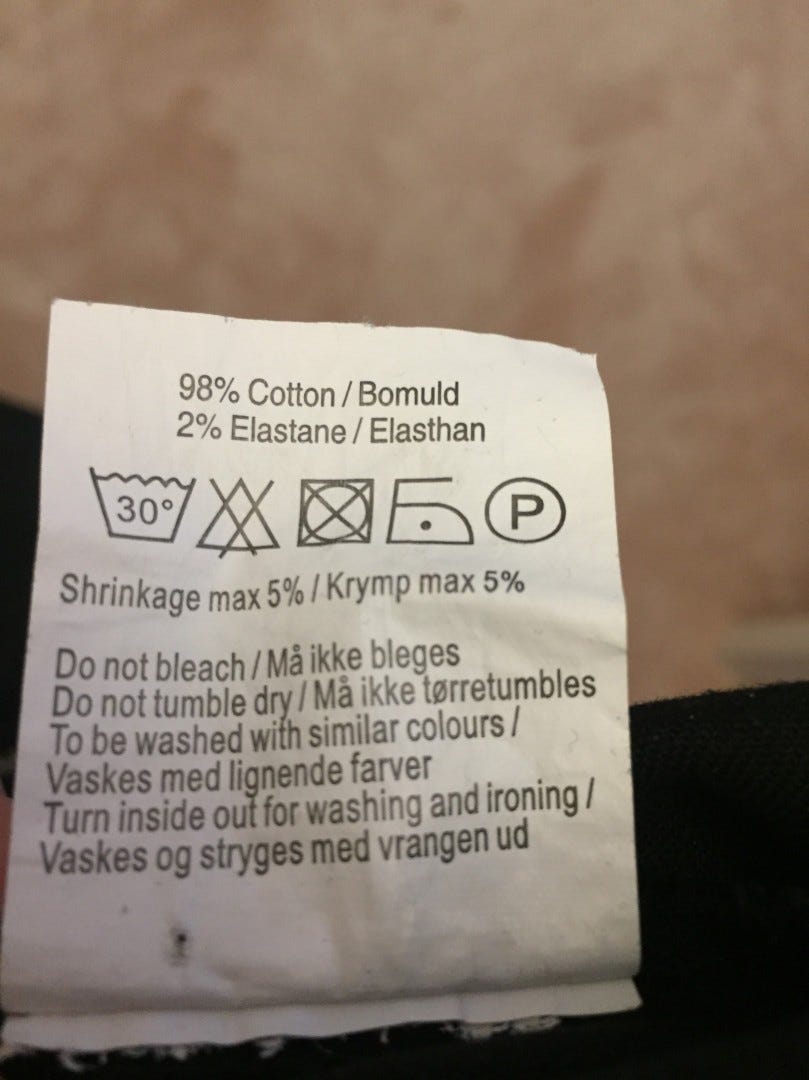 98% Cotton / Bomuld
2% Elastane / Elasthan
30° P
Shrinkage max 5% / Krymp max 5%
Do not bleach / Må ikke bleges
Do not tumble dry / Må ikke tørretumbles
To be washed with similar colours /
Vaskes med lignende farver
Turn inside out for washing and ironing /
Vaskes og stryges med vrangen ud